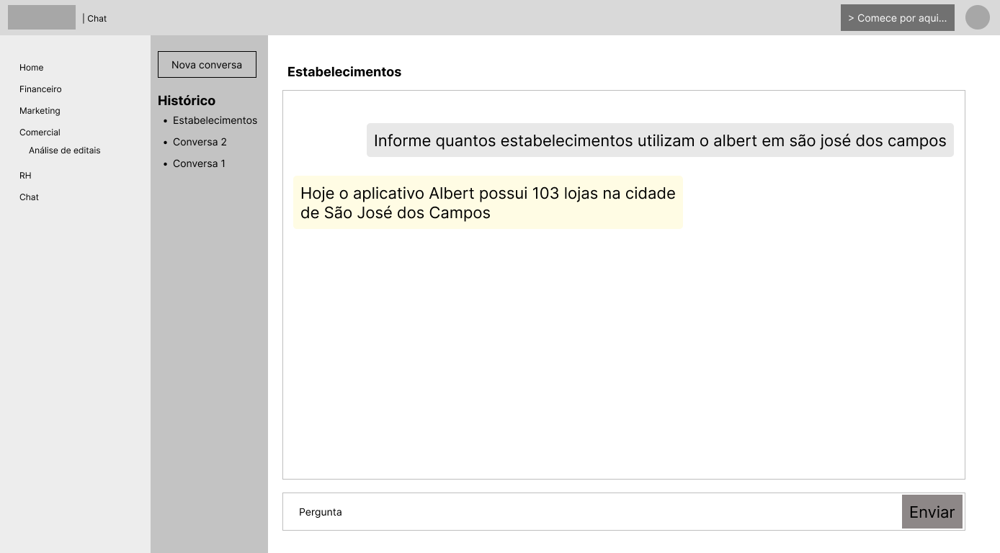 | Chat
> Comece por aqui...
Home
Financeiro
Marketing
Comercial
Análise de editais
RH
Chat
Nova conversa
Histórico
• Estabelecimentos
• Conversa 2
• Conversa 1
Estabelecimentos
Informe quantos estabelecimentos utilizam o albert em são josé dos campos
Hoje o aplicativo Albert possui 103 lojas na cidade
de São José dos Campos
Pergunta
Enviar